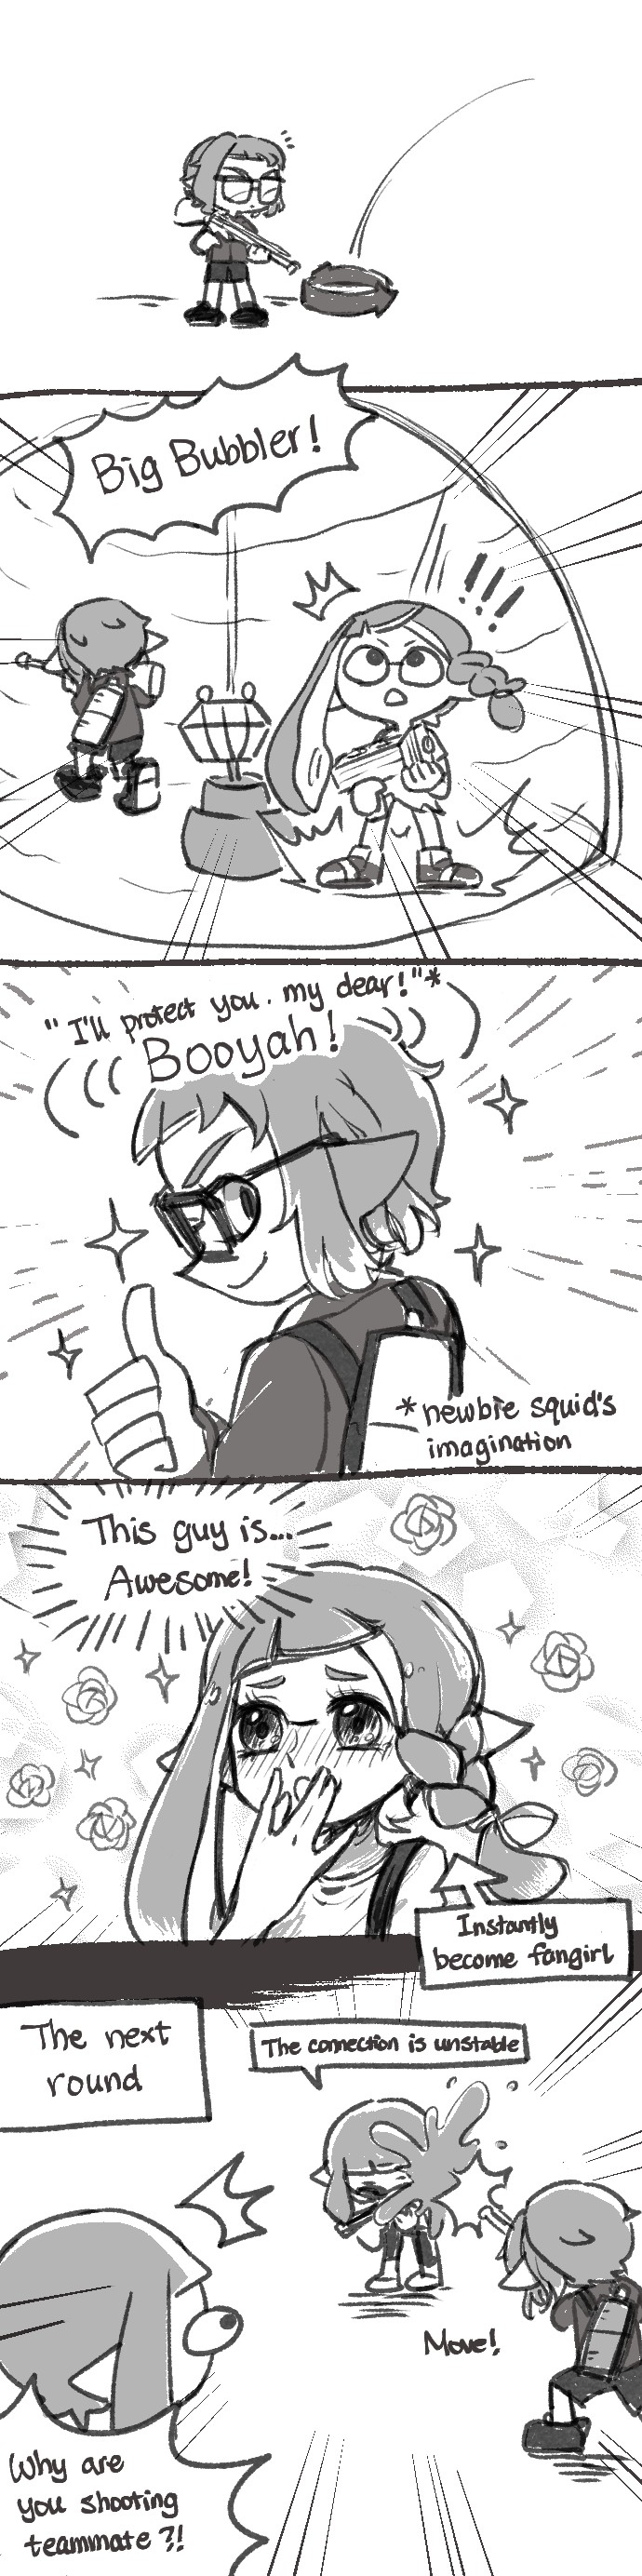 Big Bubbler!
"I'll protect you. my dear!"*
Booyah!
*newbie squid's
imagination
This guy is...
Awesome!
Instantly
become fangirl
The next
round
The connection is unstable
Move!
Why are
you shooting
teammate?!